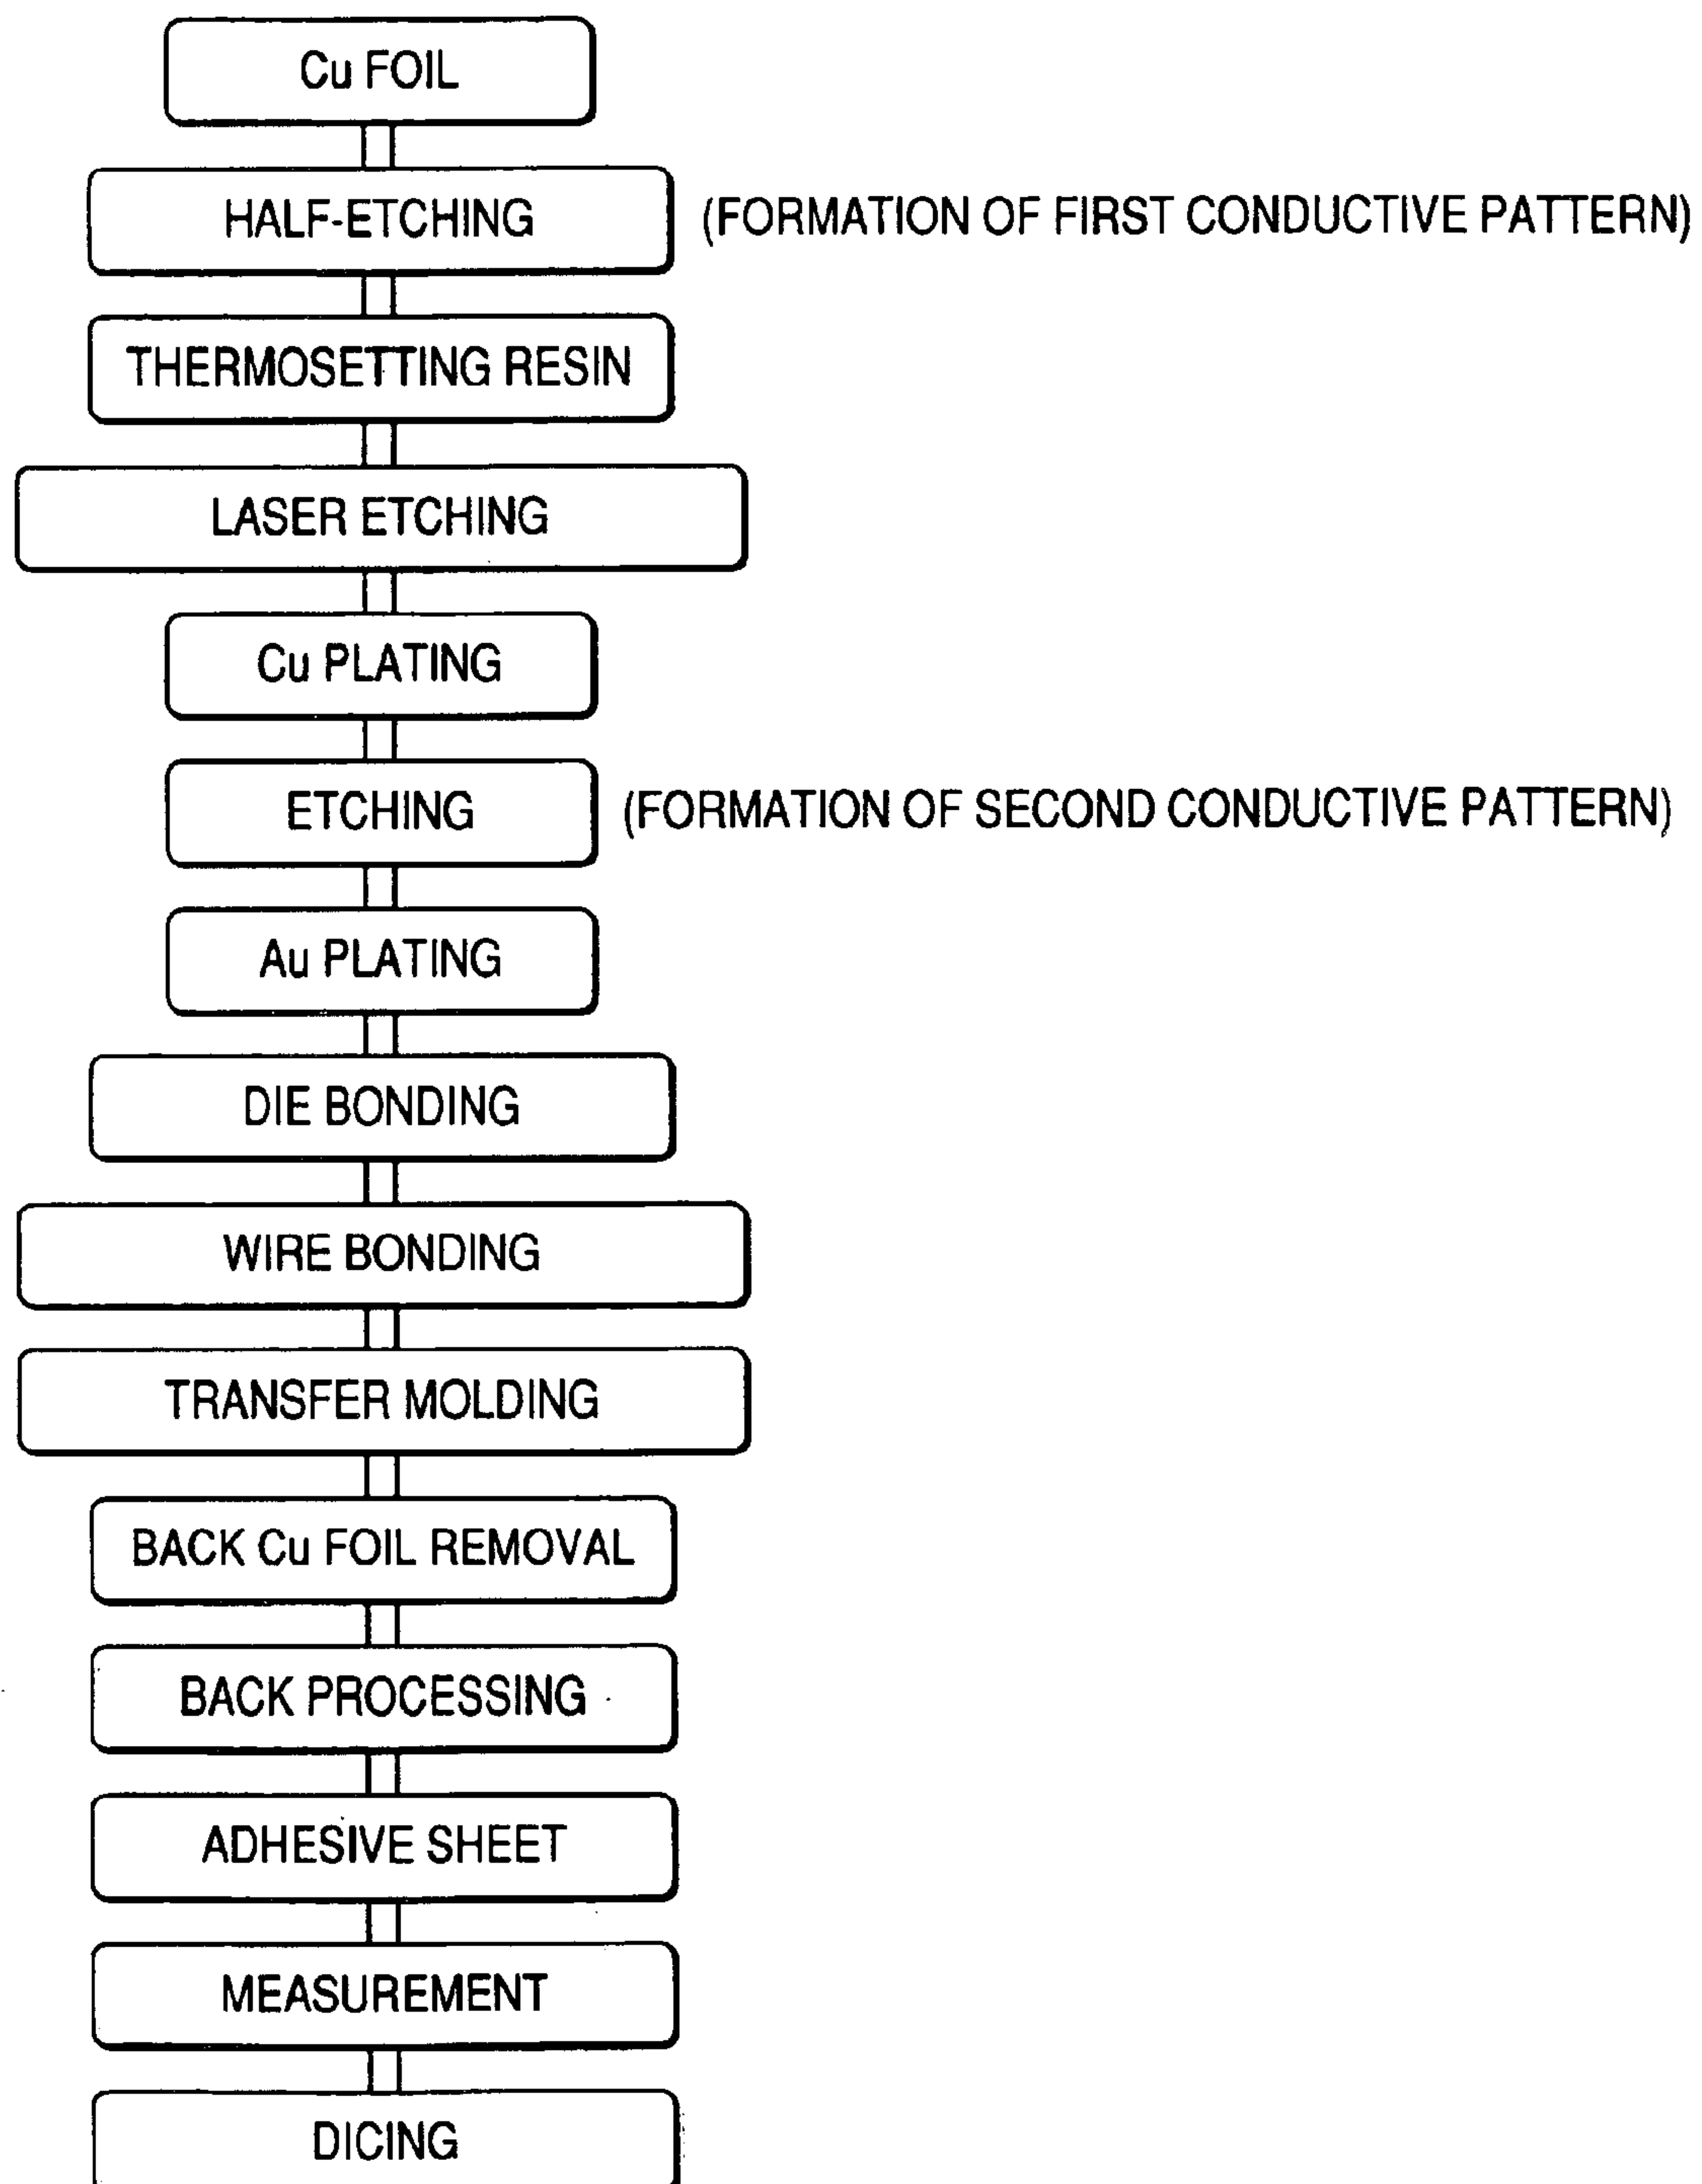 Cu FOIL
HALF-ETCHING (FORMATION OF FIRST CONDUCTIVE PATTERN)
THERMOSETTING RESIN
LASER ETCHING
Cu PLATING
ETCHING (FORMATION OF SECOND CONDUCTIVE PATTERN)
Au PLATING
DIE BONDING
WIRE BONDING
TRANSFER MOLDING
BACK Cu FOIL REMOVAL
BACK PROCESSING
ADHESIVE SHEET
MEASUREMENT
DICING